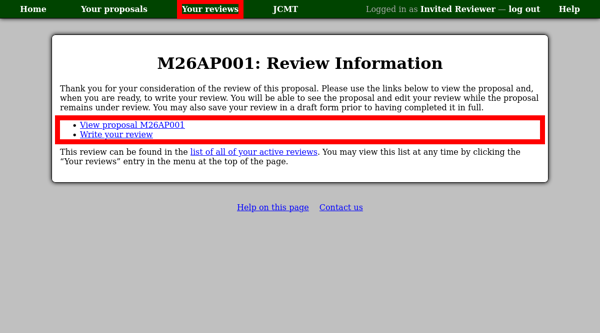 Home Your proposals Your reviews JCMT Logged in as Invited Reviewer — log out Help
M26AP001: Review Information
Thank you for your consideration of the review of this proposal. Please use the links below to view the proposal and,
when you are ready, to write your review. You will be able to see the proposal and edit your review while the proposal
remains under review. You may also save your review in a draft form prior to having completed it in full.
• View proposal M26AP001
• Write your review
This review can be found in the list of all of your active reviews. You may view this list at any time by clicking the
“Your reviews” entry in the menu at the top of the page.
Help on this page Contact us